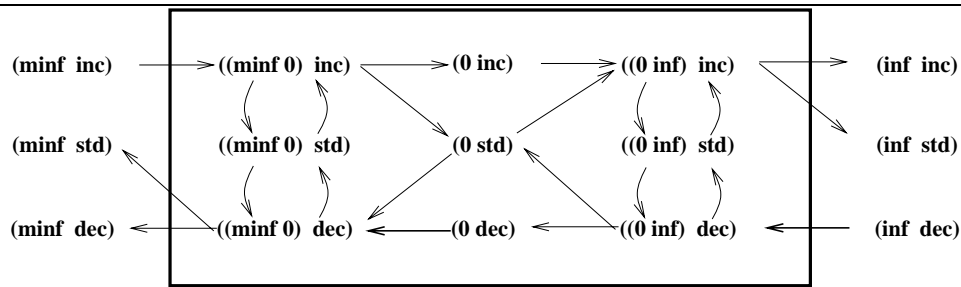 (minf inc) ((minf 0) inc) (0 inc) ((0 inf) inc) (inf inc)
(minf std) ((minf 0) std) (0 std) ((0 inf) std) (inf std)
(minf dec) ((minf 0) dec) (0 dec) ((0 inf) dec) (inf dec)